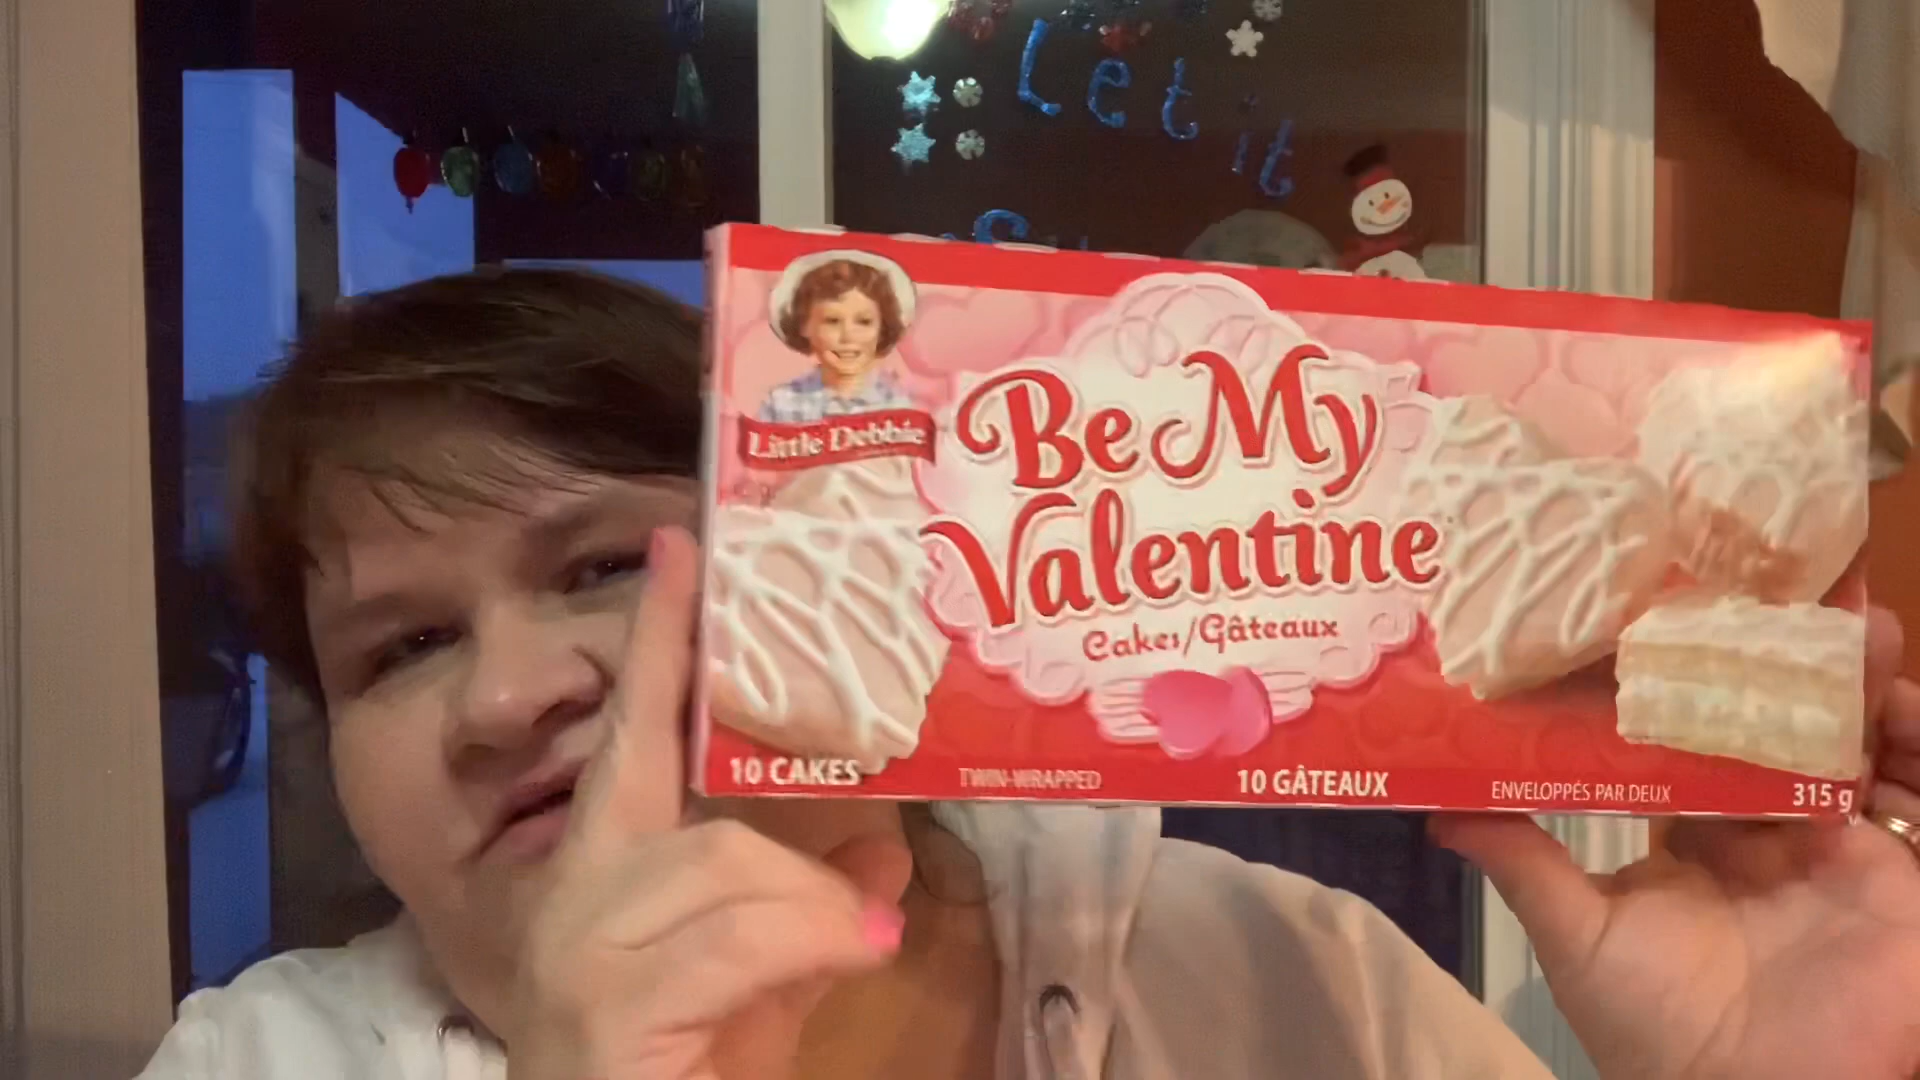 Let it
Little Debbie
Be My
Valentine
Cakes/Gâteaux
10 CAKES
TWIN-WRAPPED
10 GÂTEAUX
ENVELOPPÉS PAR DEUX
315 g